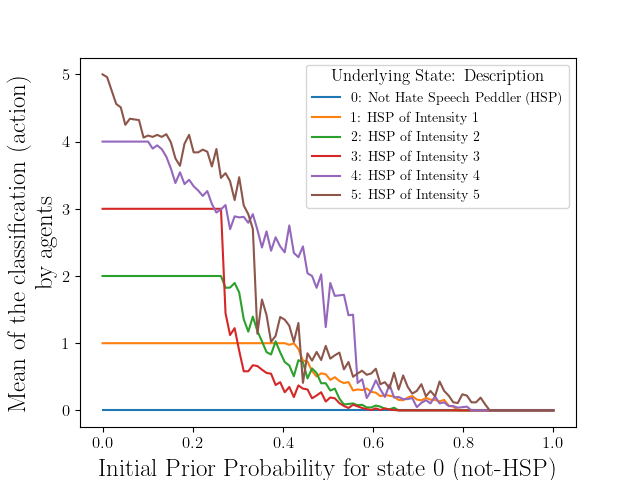 Underlying State: Description
0: Not Hate Speech Peddler (HSP)
1: HSP of Intensity 1
2: HSP of Intensity 2
3: HSP of Intensity 3
4: HSP of Intensity 4
5: HSP of Intensity 5
Mean of the classification (action)
by agents
5
4
3
2
1
0
0.0 0.2 0.4 0.6 0.8 1.0
Initial Prior Probability for state 0 (not-HSP)